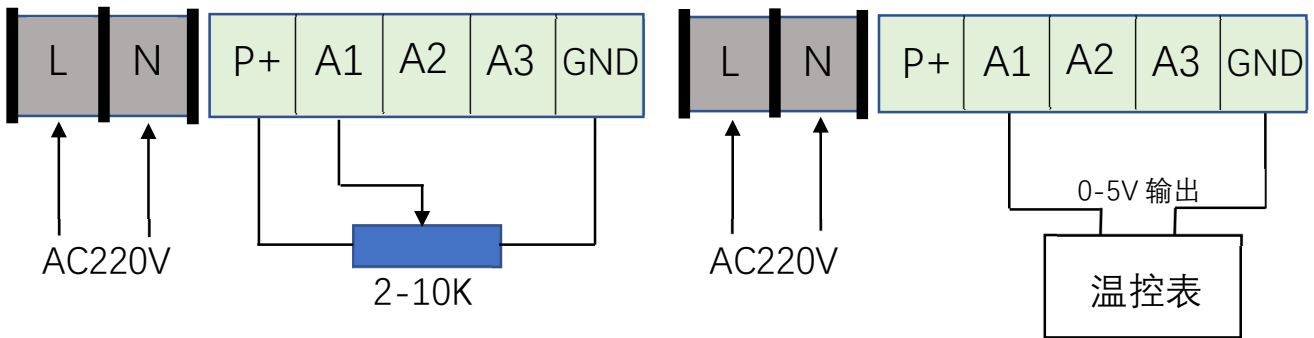 L N P+ A1 A2 A3 GND
AC220V
2-10K
L N P+ A1 A2 A3 GND
0-5V 输出
AC220V
温控表